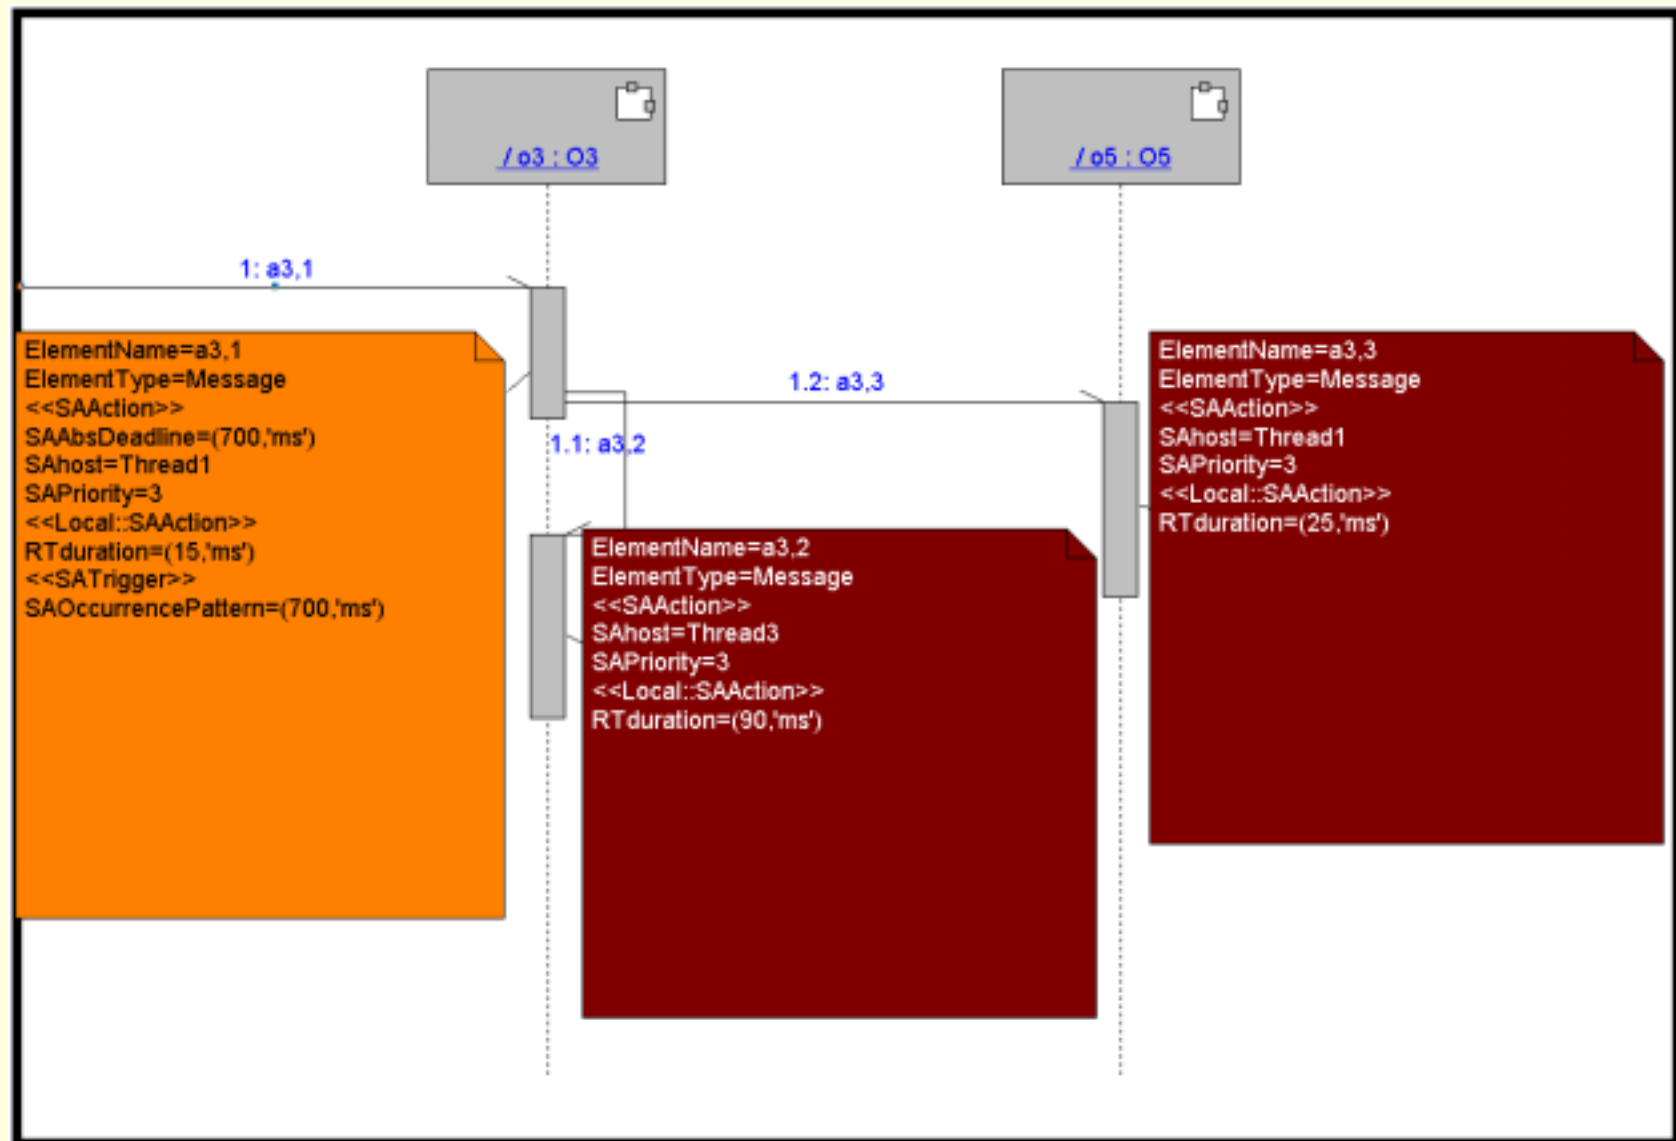 / o3 : O3
/ o5 : O5
1: a3,1
ElementName=a3,1
ElementType=Message
<<SAAction>>
SAAbsDeadline=(700,'ms')
SAhost=Thread1
SAPriority=3
<<Local::SAAction>>
RTduration=(15,'ms')
<<SATrigger>>
SAOccurrencePattern=(700,'ms')
1.2: a3,3
1.1: a3,2
ElementName=a3,2
ElementType=Message
<<SAAction>>
SAhost=Thread3
SAPriority=3
<<Local::SAAction>>
RTduration=(90,'ms')
ElementName=a3,3
ElementType=Message
<<SAAction>>
SAhost=Thread1
SAPriority=3
<<Local::SAAction>>
RTduration=(25,'ms')